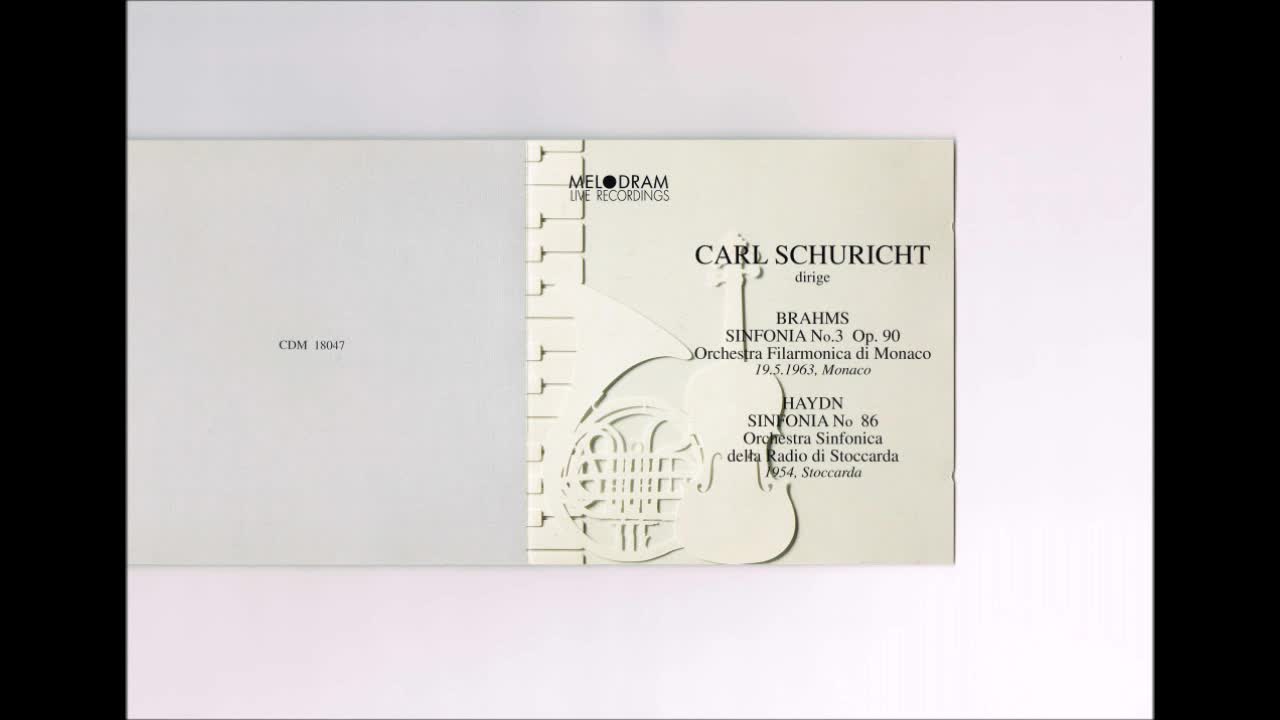 CDM 18047
MELODRAM
LIVE RECORDINGS
CARL SCHURICHT
dirige
BRAHMS
SINFONIA No.3 Op. 90
Orchestra Filarmonica di Monaco
19.5.1963, Monaco
HAYDN
SINFONIA No 86
Orchestra Sinfonica
della Radio di Stoccarda
1954, Stoccarda